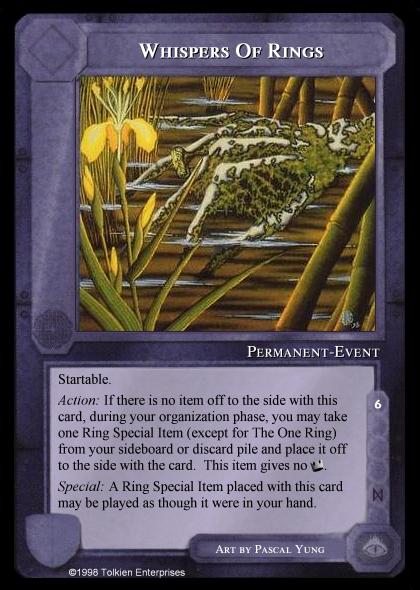 Whispers Of Rings
Permanent-Event
Startable.
Action: If there is no item off to the side with this
card, during your organization phase, you may take
one Ring Special Item (except for The One Ring)
from your sideboard or discard pile and place it off
to the side with the card. This item gives no .
Special: A Ring Special Item placed with this card
may be played as though it were in your hand.
6
Art by Pascal Yung
©1998 Tolkien Enterprises